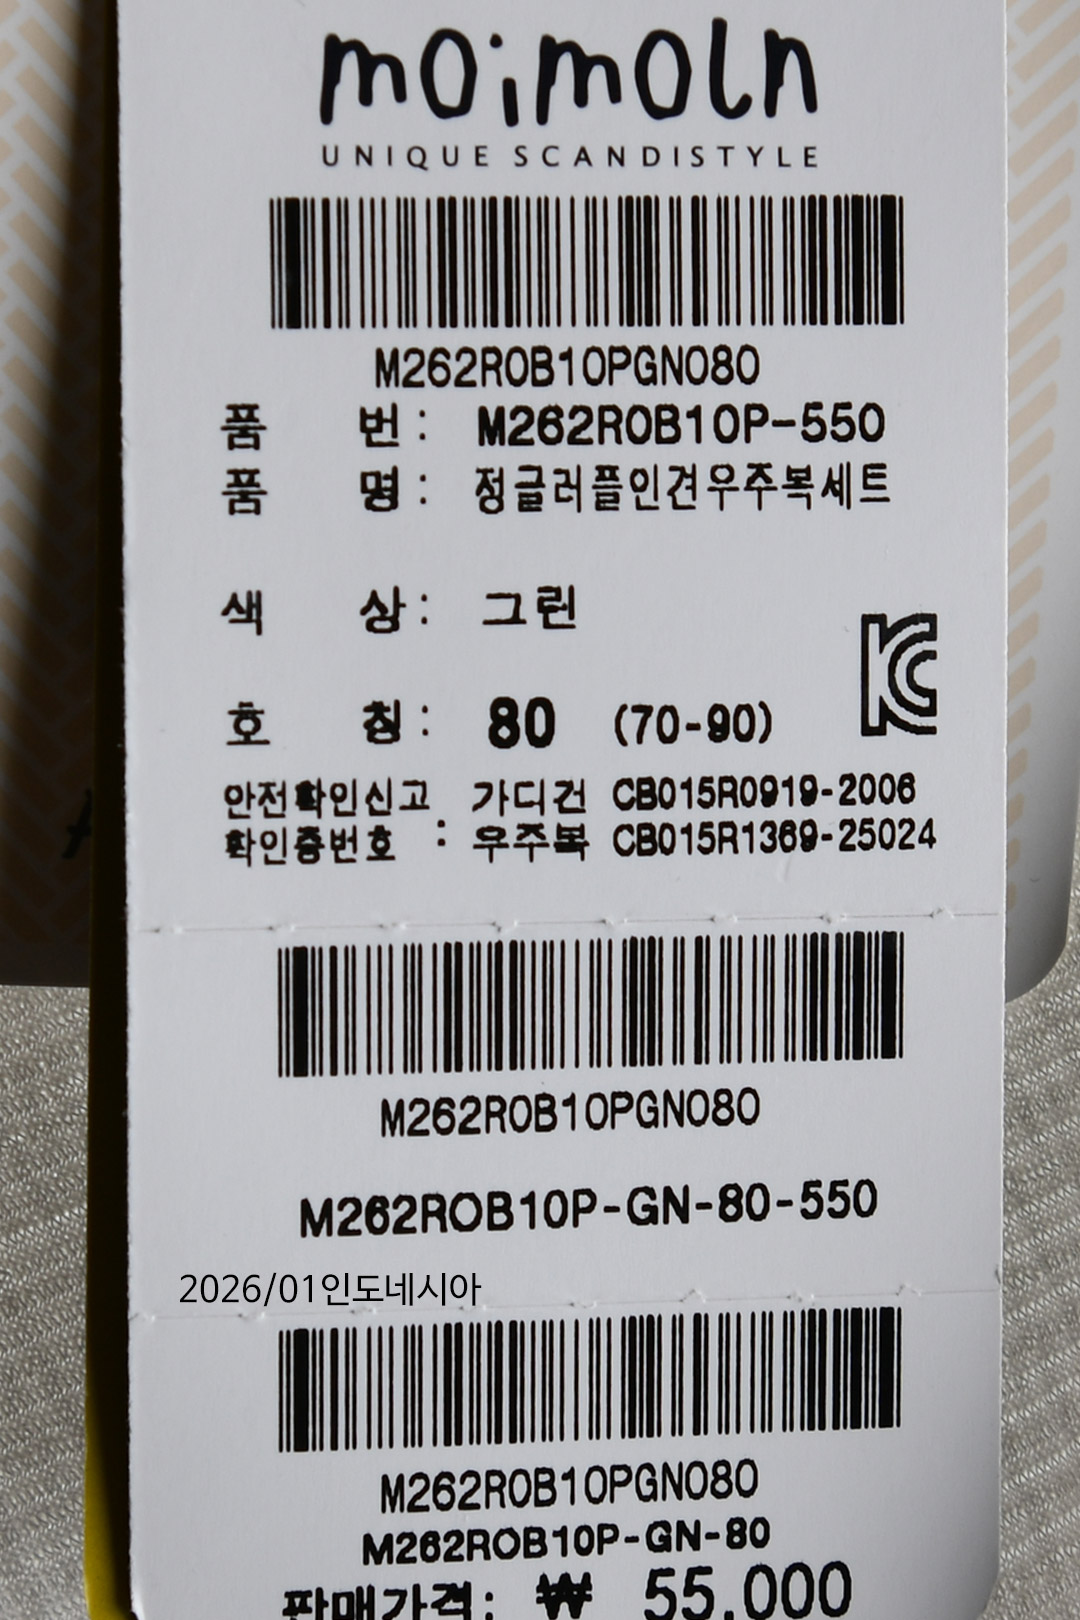 moimoln
UNIQUE SCANDISTYLE
M262ROB10PGN080
품 번 : M262ROB10P-550
품 명 : 정글러플인견우주복세트
색 상 : 그린
호 칭 : 80 (70-90)
안전확인신고 가디건 CB015R0919-2006
확인증번호 : 우주복 CB015R1369-25024
M262ROB10PGN080
M262ROB10P-GN-80-550
2026/01인도네시아
M262ROB10PGN080
M262ROB10P-GN-80
판매가격: ₩ 55,000